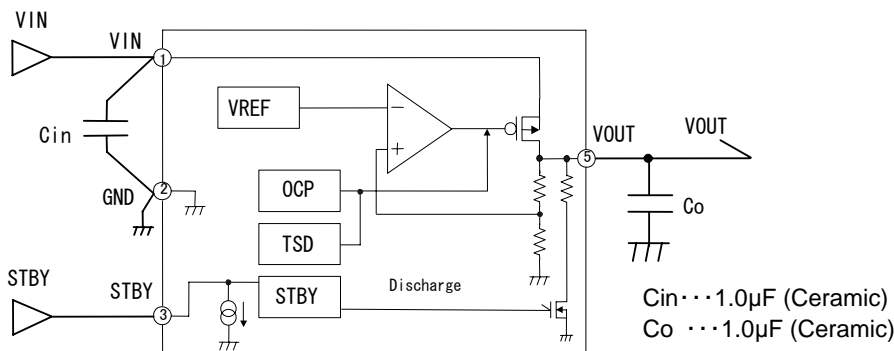 VIN
VIN
1
VREF
−
+
Cin
VOUT
VOUT
5
GND
2
OCP
Co
TSD
STBY
STBY
3
STBY
Discharge
Cin···1.0µF (Ceramic)
Co ···1.0µF (Ceramic)